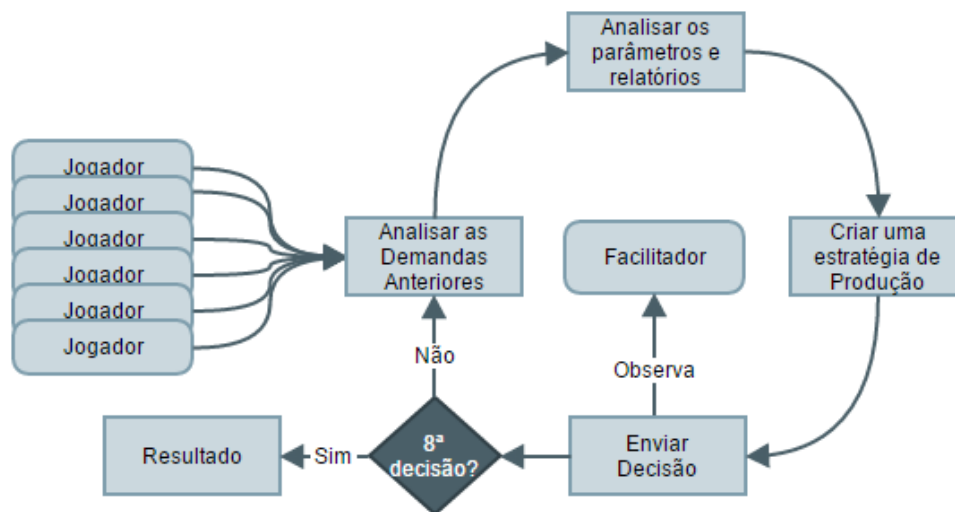 Analisar os
parâmetros e
relatórios
Jogador
Jogador
Jogador
Jogador
Jogador
Jogador
Analisar as
Demandas
Anteriores
Facilitador
Criar uma
estratégia de
Produção
Não
Observa
Resultado
Sim
8ª
decisão?
Enviar
Decisão